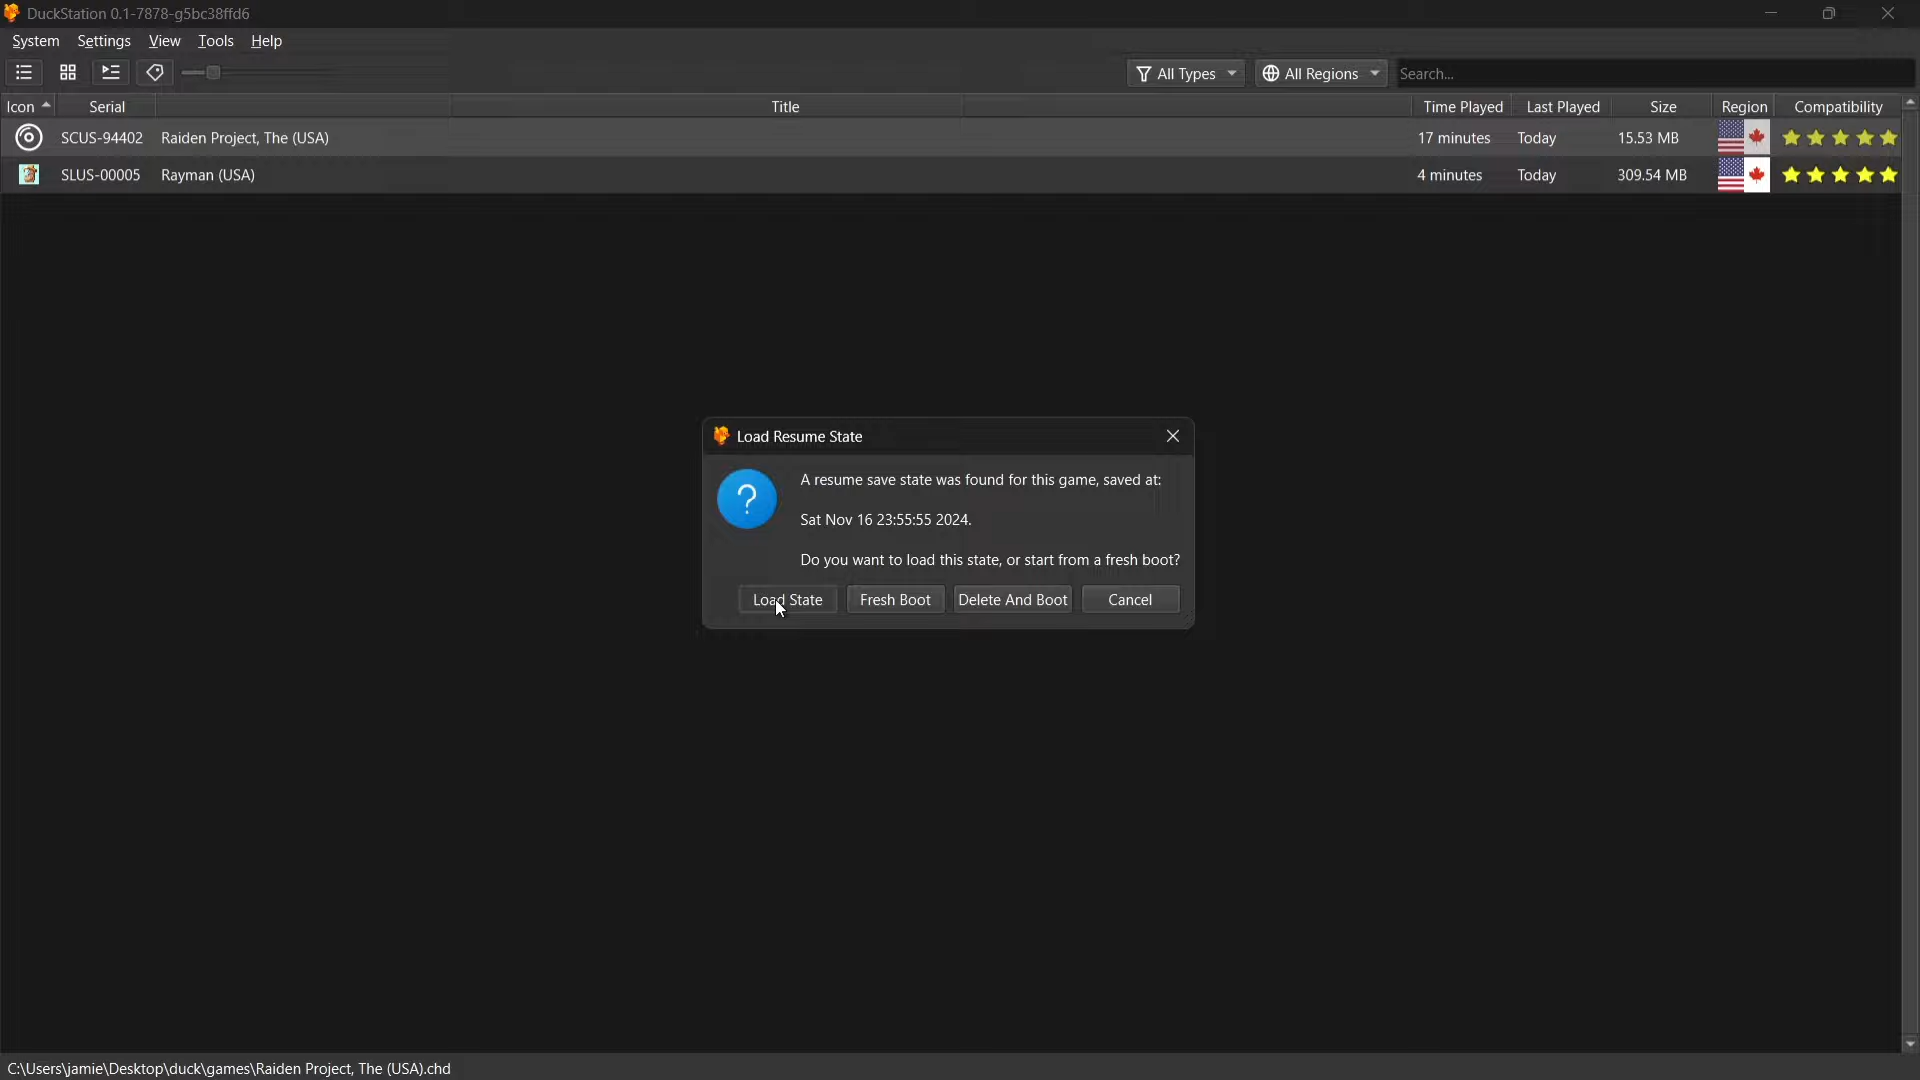 DuckStation 0.1-7878-g5bc38ffd6
System Settings View Tools Help
All Types All Regions Search...
Icon Serial Title Time Played Last Played Size Region Compatibility
SCUS-94402 Raiden Project, The (USA) 17 minutes Today 15.53 MB
SLUS-00005 Rayman (USA) 4 minutes Today 309.54 MB
Load Resume State
A resume save state was found for this game, saved at:
Sat Nov 16 23:55:55 2024.
Do you want to load this state, or start from a fresh boot?
Load State Fresh Boot Delete And Boot Cancel
C:\Users\jamie\Desktop\duck\games\Raiden Project, The (USA).chd